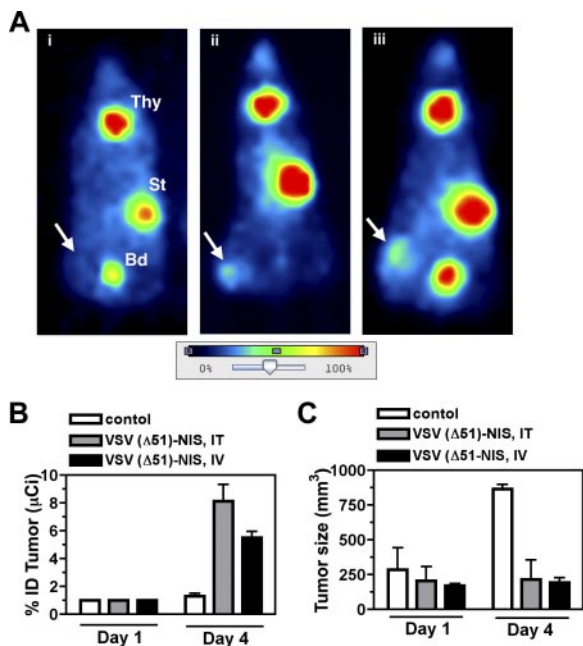 A
i
ii
iii
Thy
St
Bd
0%
100%
B
contol
VSV (Δ51)-NIS, IT
VSV (Δ51)-NIS, IV
% ID Tumor (μCi)
10
8
6
4
2
0
Day 1
Day 4
C
contol
VSV (Δ51)-NIS, IT
VSV (Δ51-NIS, IV
Tumor size (mm³)
900
750
500
250
0
Day 1
Day 4